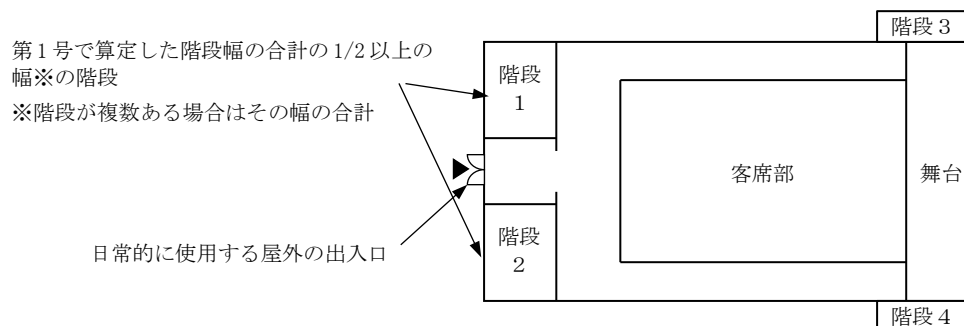 階段３
第１号で算定した階段幅の合計の 1/2 以上の
幅※の階段
※階段が複数ある場合はその幅の合計
階段
１
客席部
舞台
日常的に使用する屋外の出入口
階段
２
階段４